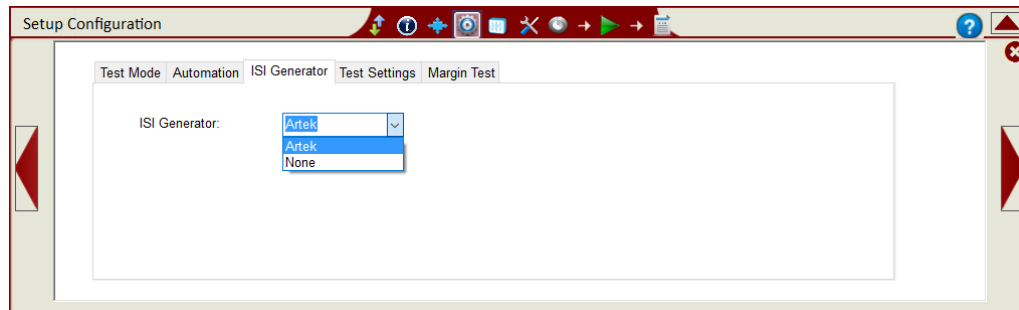 Setup Configuration
?
Test Mode Automation ISI Generator Test Settings Margin Test
ISI Generator: Artek
Artek
None